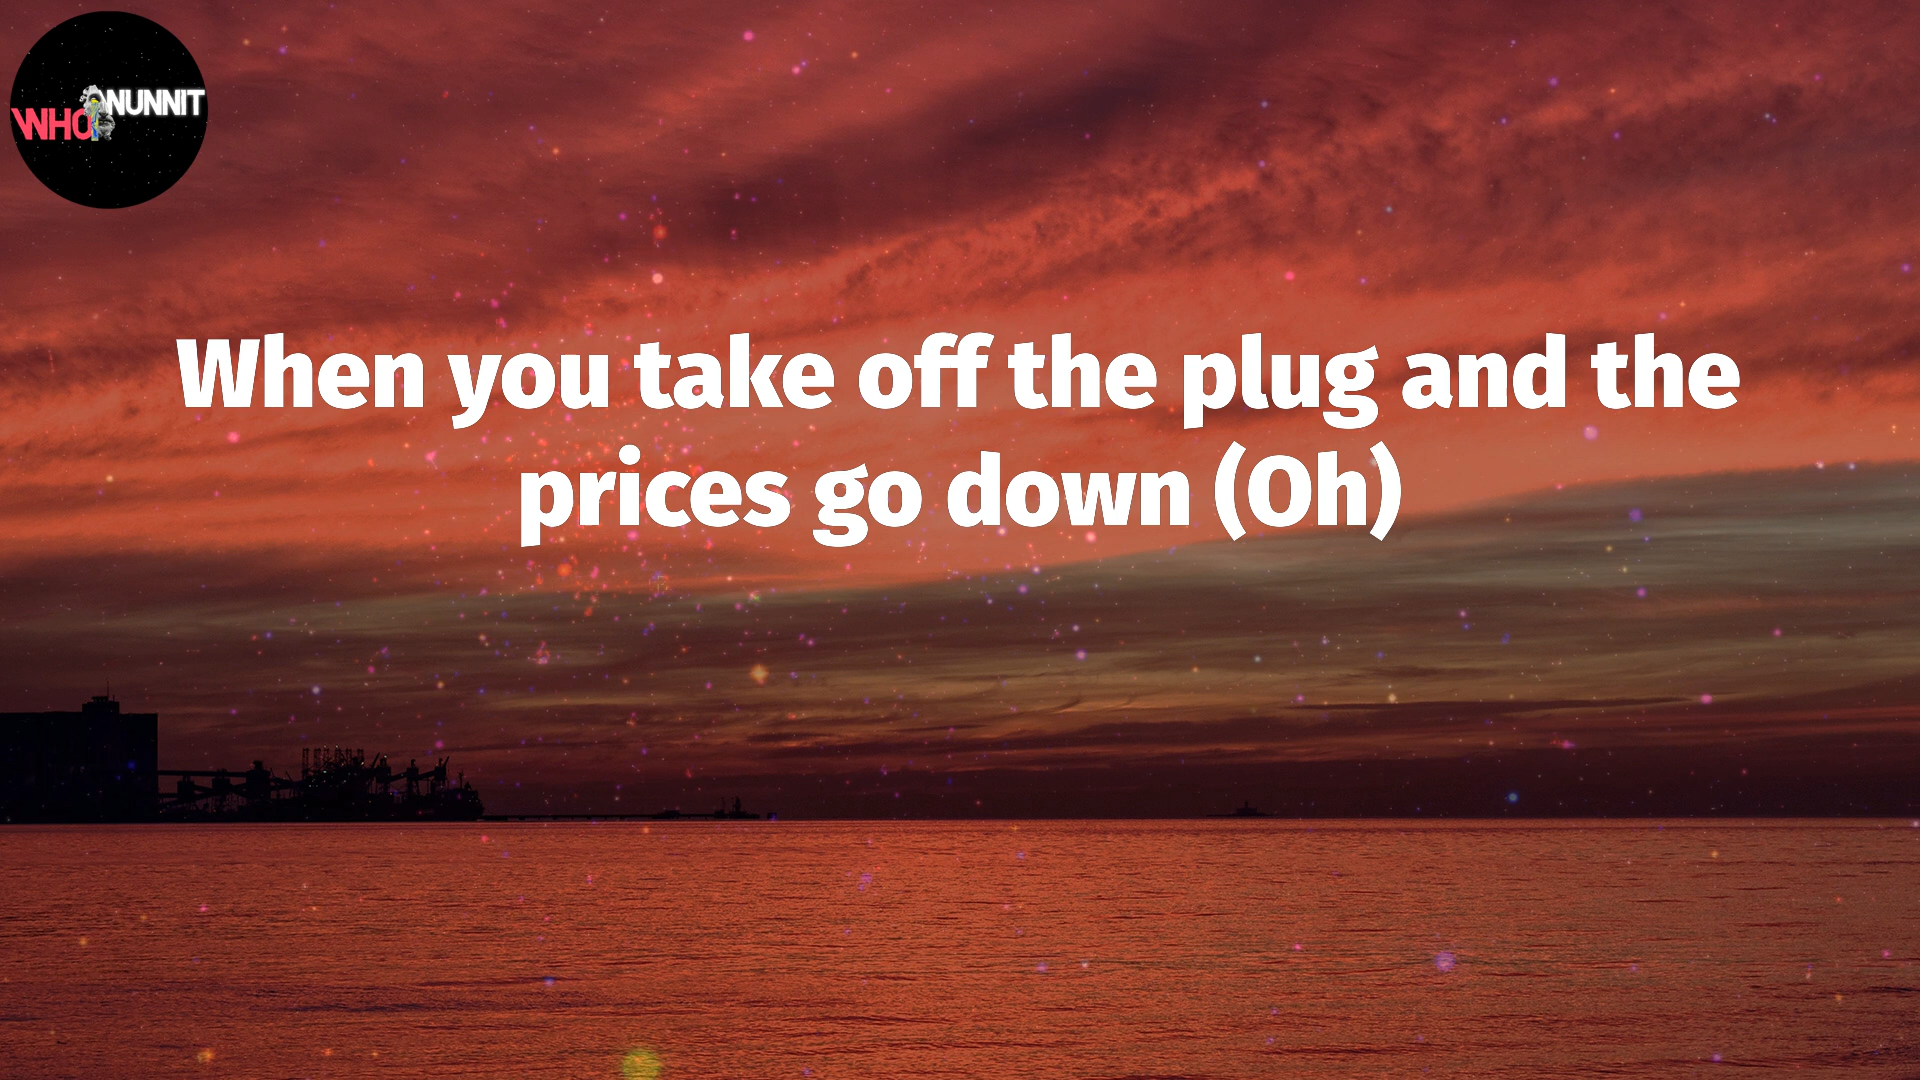 WHO NUNNIT
When you take off the plug and the
prices go down (Oh)